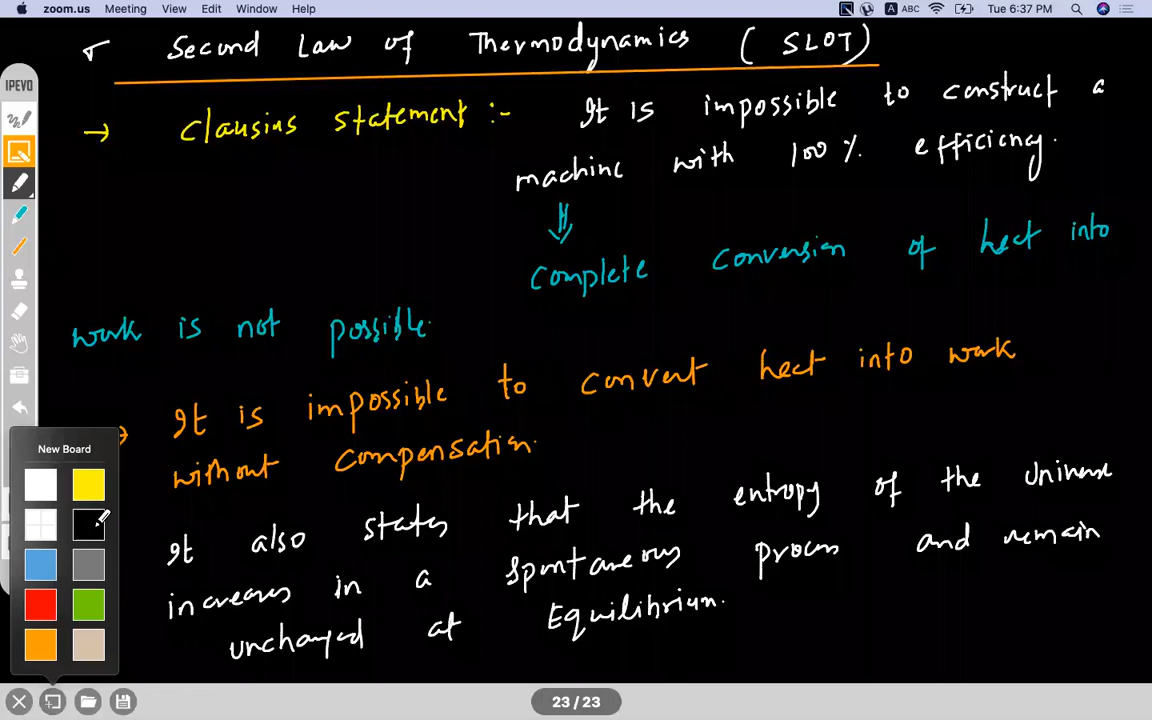 zoom.us Meeting View Edit Window Help A ABC Tue 6:37 PM
Second Law of Thermodynamics (SLOT)
IPEVO
→ Clausius statement :- It is impossible to construct a
machine with 100 % efficiency.
⇓
Complete conversion of heat into
work is not possible.
It is impossible to convert heat into work
without compensation.
New Board
It also states that the entropy of the Universe
increases in a spontaneous process and remain
unchanged at Equilibrium.
23 / 23